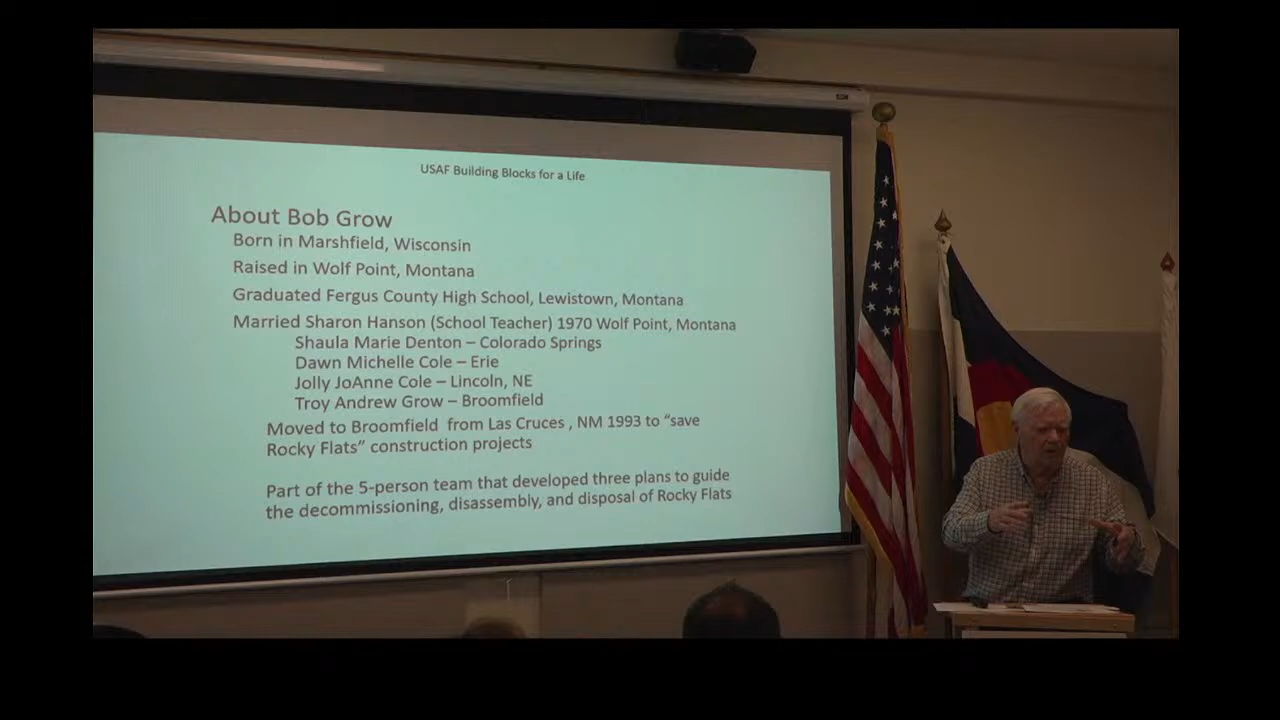 USAF Building Blocks for a Life
About Bob Grow
Born in Marshfield, Wisconsin
Raised in Wolf Point, Montana
Graduated Fergus County High School, Lewistown, Montana
Married Sharon Hanson (School Teacher) 1970 Wolf Point, Montana
Shaula Marie Denton – Colorado Springs
Dawn Michelle Cole – Erie
Jolly JoAnne Cole – Lincoln, NE
Troy Andrew Grow – Broomfield
Moved to Broomfield from Las Cruces , NM 1993 to “save
Rocky Flats” construction projects
Part of the 5-person team that developed three plans to guide
the decommissioning, disassembly, and disposal of Rocky Flats